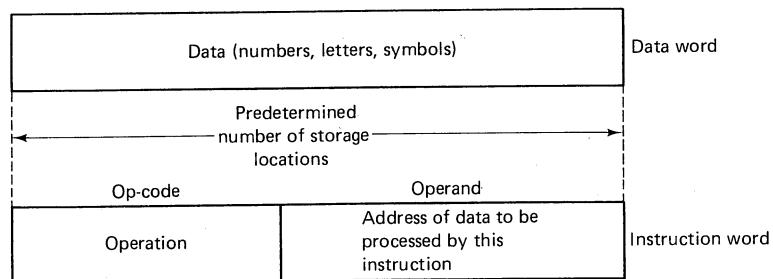 Data (numbers, letters, symbols)
Data word
Predetermined
number of storage
locations
Op-code
Operand
Operation
Address of data to be
processed by this
instruction
Instruction word